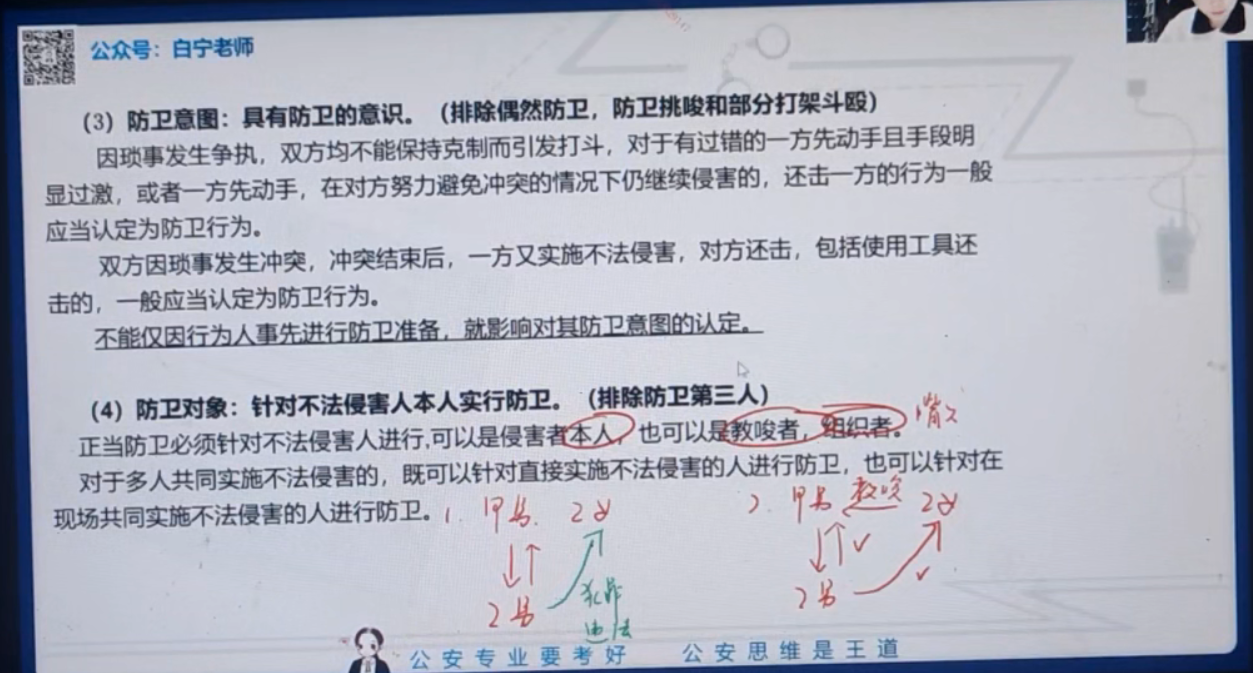 公众号：白宁老师
（3）防卫意图：具有防卫的意识。（排除偶然防卫，防卫挑唆和部分打架斗殴）
因琐事发生争执，双方均不能保持克制而引发打斗，对于有过错的一方先动手且手段明
显过激，或者一方先动手，在对方努力避免冲突的情况下仍继续侵害的，还击一方的行为一般
应当认定为防卫行为。
双方因琐事发生冲突，冲突结束后，一方又实施不法侵害，对方还击，包括使用工具还
击的，一般应当认定为防卫行为。
不能仅因行为人事先进行防卫准备，就影响对其防卫意图的认定。
（4）防卫对象：针对不法侵害人本人实行防卫。（排除防卫第三人）
正当防卫必须针对不法侵害人进行,可以是侵害者本人，也可以是教唆者，组织者。
对于多人共同实施不法侵害的，既可以针对直接实施不法侵害的人进行防卫，也可以针对在
现场共同实施不法侵害的人进行防卫。
1. 甲男. 乙女
乙男
犯罪
违法
2. 甲男 教唆 乙女
乙男
公安专业要考好 公安思维是王道